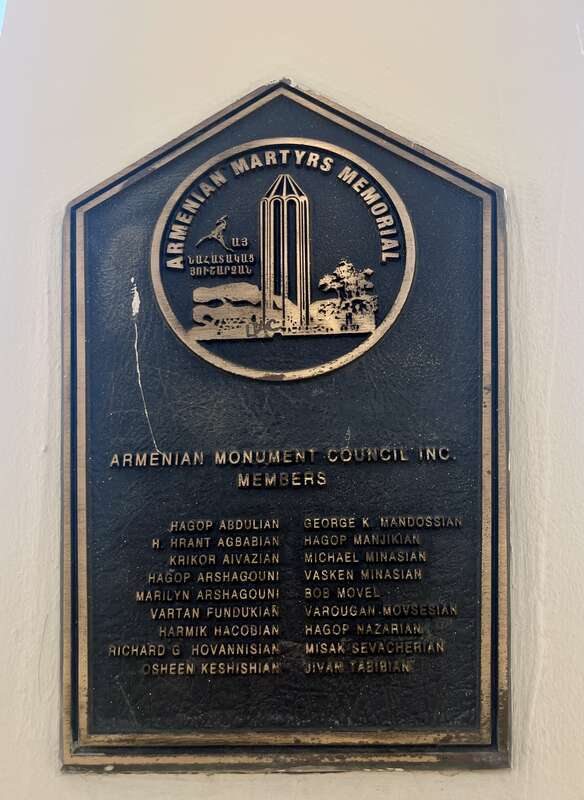 ARMENIAN MARTYRS MEMORIAL
ՀԱՅ
ՆԱՀԱՏԱԿԱՑ
ՅՈՒՇԱՐՁԱՆ
ARMENIAN MONUMENT COUNCIL INC.
MEMBERS
HAGOP ABDULIAN GEORGE K. MANDOSSIAN
H. HRANT AGBABIAN HAGOP MANJIKIAN
KRIKOR AIVAZIAN MICHAEL MINASIAN
HAGOP ARSHAGOUNI VASKEN MINASIAN
MARILYN ARSHAGOUNI BOB MOVEL
VARTAN FUNDUKIAN VAROUGAN MOVSESIAN
HARMIK HACOBIAN HAGOP NAZARIAN
RICHARD G. HOVANNISIAN MISAK SEVACHERIAN
OSHEEN KESHISHIAN JIVAN TABIBIAN